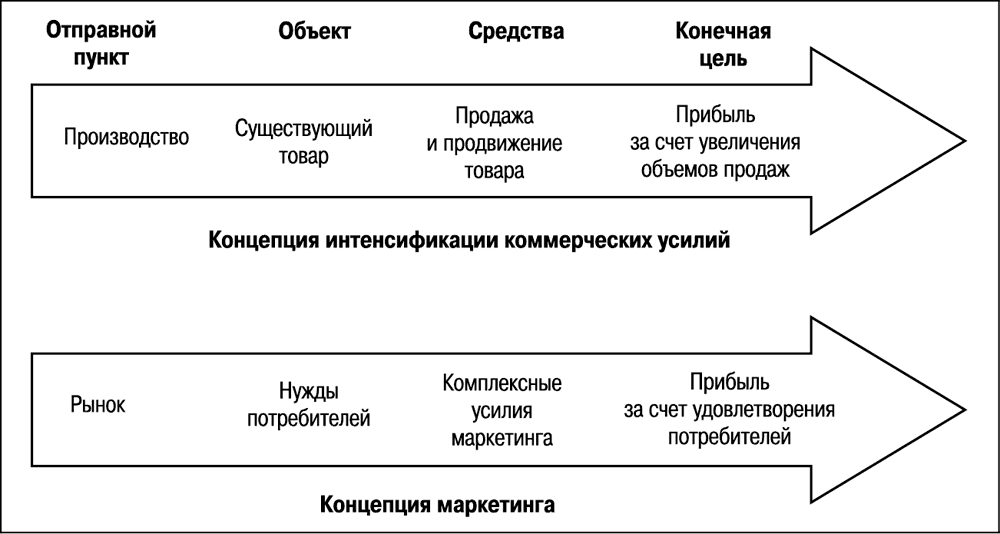 Отправной
пункт
Объект
Средства
Конечная
цель
Производство
Существующий
товар
Продажа
и продвижение
товара
Прибыль
за счет увеличения
объемов продаж
Концепция интенсификации коммерческих усилий
Рынок
Нужды
потребителей
Комплексные
усилия
маркетинга
Прибыль
за счет удовлетворения
потребителей
Концепция маркетинга